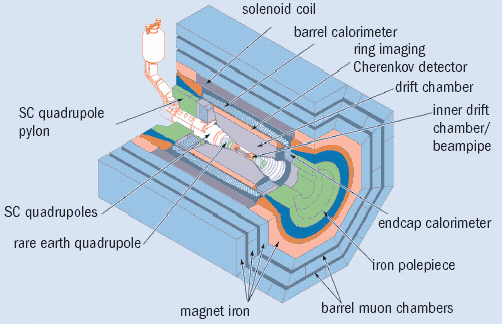 solenoid coil
barrel calorimeter
ring imaging
Cherenkov detector
drift chamber
inner drift
chamber/
beampipe
SC quadrupole
pylon
SC quadrupoles
rare earth quadrupole
endcap calorimeter
iron polepiece
magnet iron
barrel muon chambers